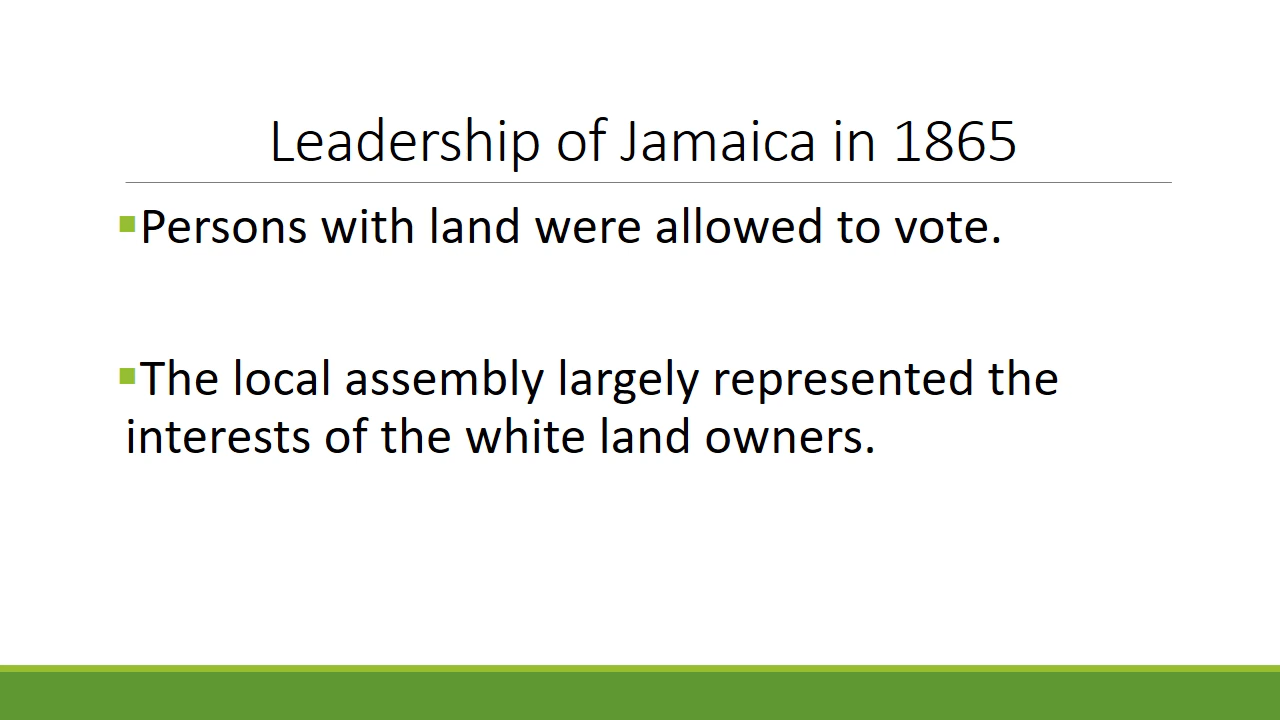 Leadership of Jamaica in 1865
▪Persons with land were allowed to vote.
▪The local assembly largely represented the
interests of the white land owners.